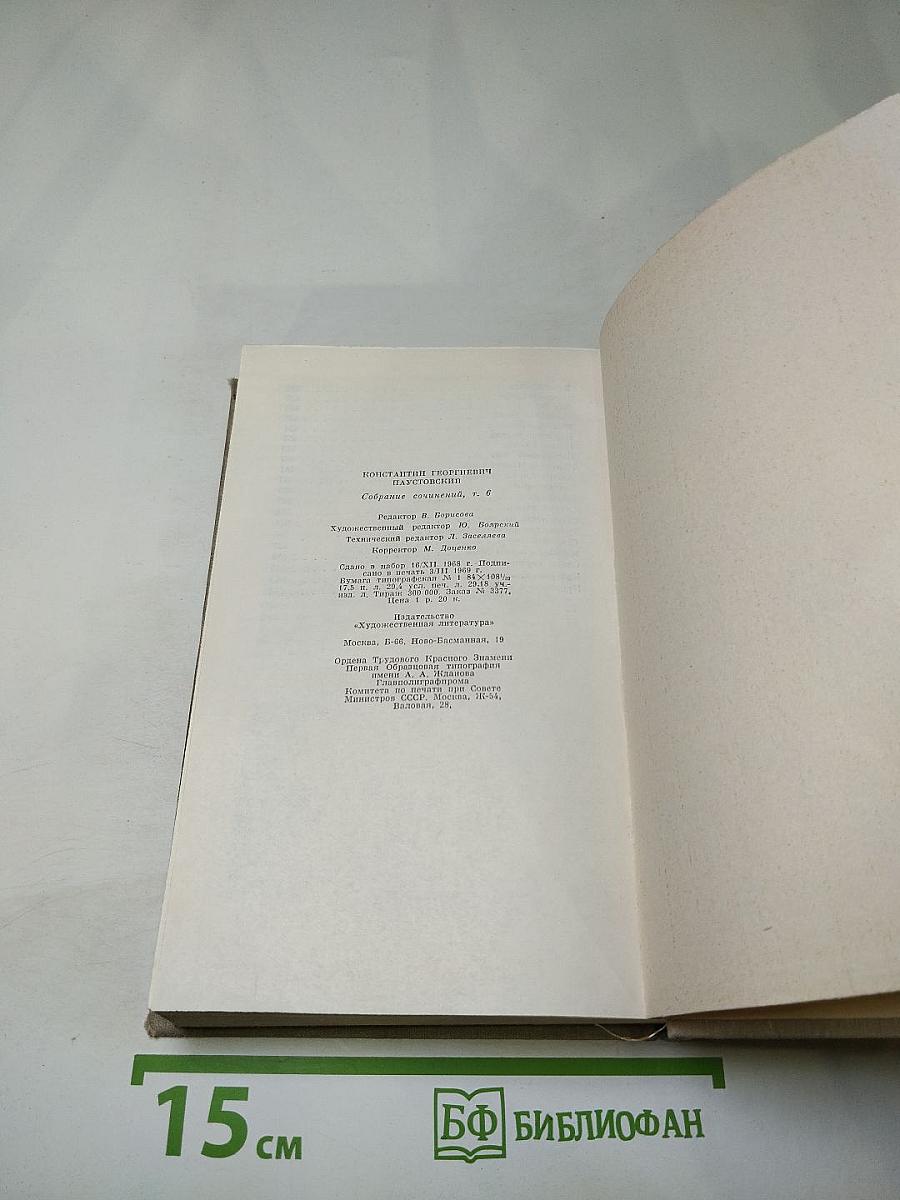 КОНСТАНТИН ГЕОРГИЕВИЧ
ПАУСТОВСКИЙ
Собрание сочинений, т. 6
Редактор В. Борисова
Художественный редактор Ю. Боярский
Технический редактор Л. Заселяева
Корректор М. Доценко
Сдано в набор 16/XII 1968 г. Подпи-
сано в печать 3/III 1969 г.
Бумага типографская № 1 84×108¹/₃₂
17,5 п. л. 29,4 усл. печ. л. 29,18 уч.-
изд. л. Тираж 300 000. Заказ № 3377.
Цена 1 р. 20 к.
Издательство
«Художественная литература»
Москва, Б-66, Ново-Басманная, 19
Ордена Трудового Красного Знамени
Первая Образцовая типография
имени А. А. Жданова
Главполиграфпрома
Комитета по печати при Совете
Министров СССР. Москва, Ж-54,
Валовая, 28.
15 см
БФ БИБЛИОФАН